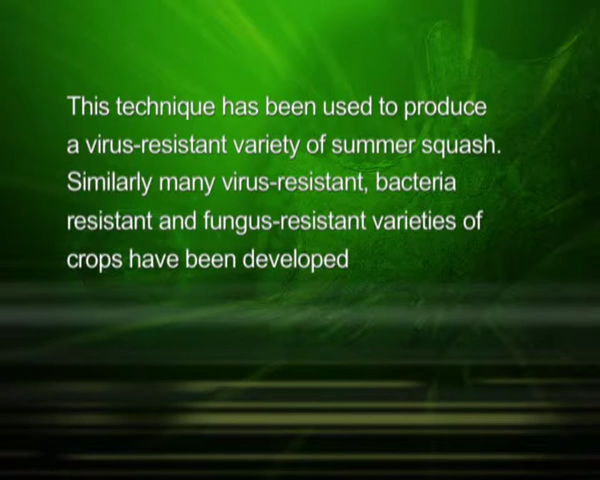 This technique has been used to produce
a virus-resistant variety of summer squash.
Similarly many virus-resistant, bacteria
resistant and fungus-resistant varieties of
crops have been developed